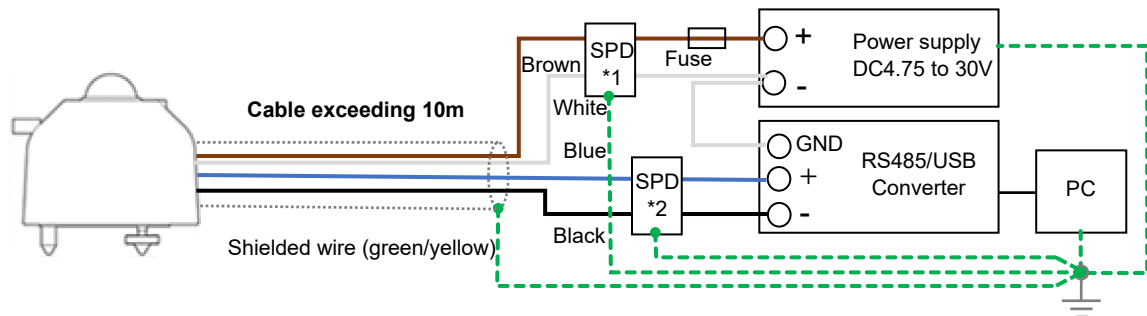 SPD
*1
Fuse
+
-
Power supply
DC4.75 to 30V
Brown
Cable exceeding 10m
White
Blue
GND
+
-
RS485/USB
Converter
PC
SPD
*2
Black
Shielded wire (green/yellow)